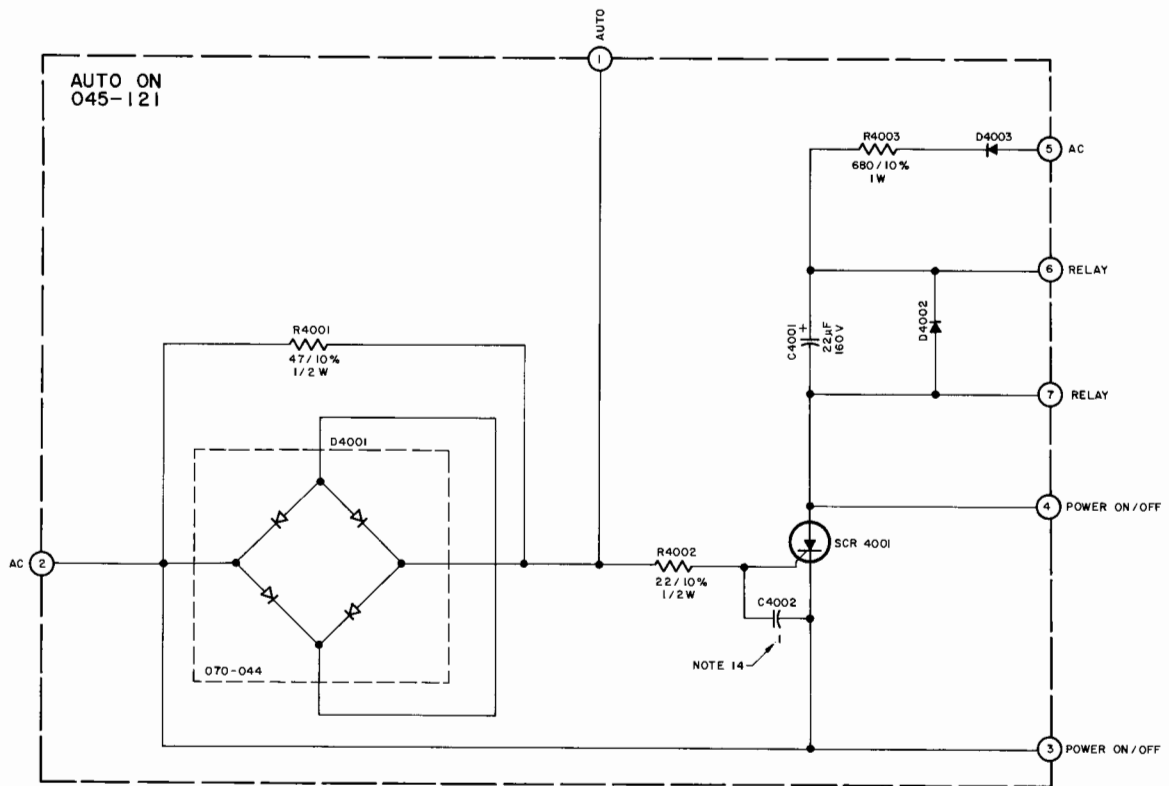 AUTO
1
AUTO ON
045-121
R4003
680/10%
1W
D4003
5
AC
6
RELAY
C4001
+
22µF
160V
D4002
7
RELAY
R4001
47/10%
1/2W
D4001
4
POWER ON/OFF
SCR 4001
AC
2
R4002
22/10%
1/2W
C4002
.1
NOTE 14
070-044
3
POWER ON/OFF